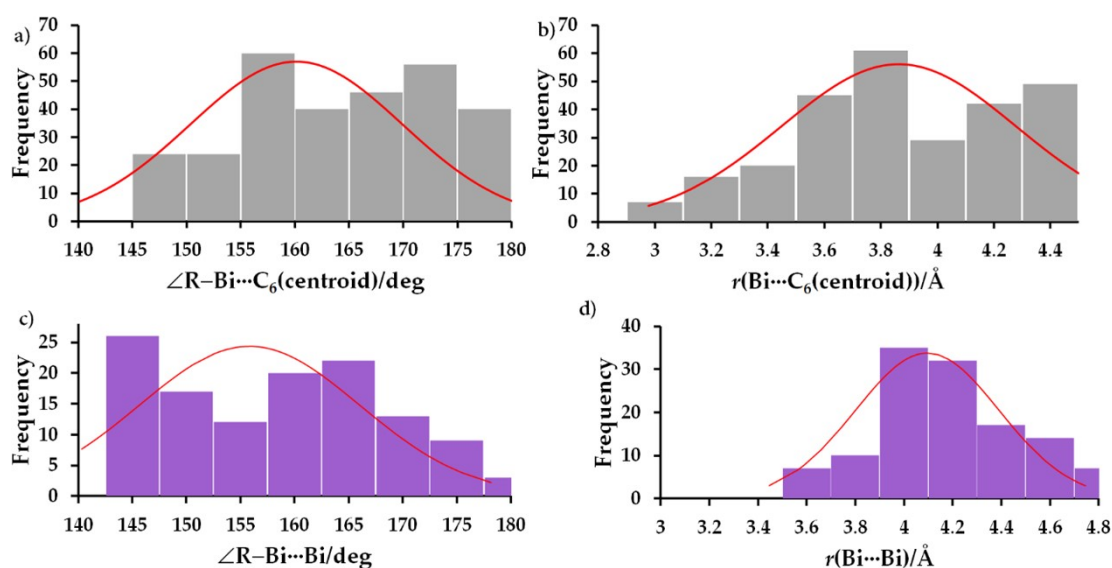 a)
Frequency
70
60
50
40
30
20
10
0
140 145 150 155 160 165 170 175 180
∠R–Bi···C₆(centroid)/deg
b)
Frequency
70
60
50
40
30
20
10
0
2.8 3 3.2 3.4 3.6 3.8 4 4.2 4.4
r(Bi···C₆(centroid))/Å
c)
Frequency
25
20
15
10
5
0
140 145 150 155 160 165 170 175 180
∠R–Bi···Bi/deg
d)
Frequency
40
30
20
10
0
3 3.2 3.4 3.6 3.8 4 4.2 4.4 4.6 4.8
r(Bi···Bi)/Å